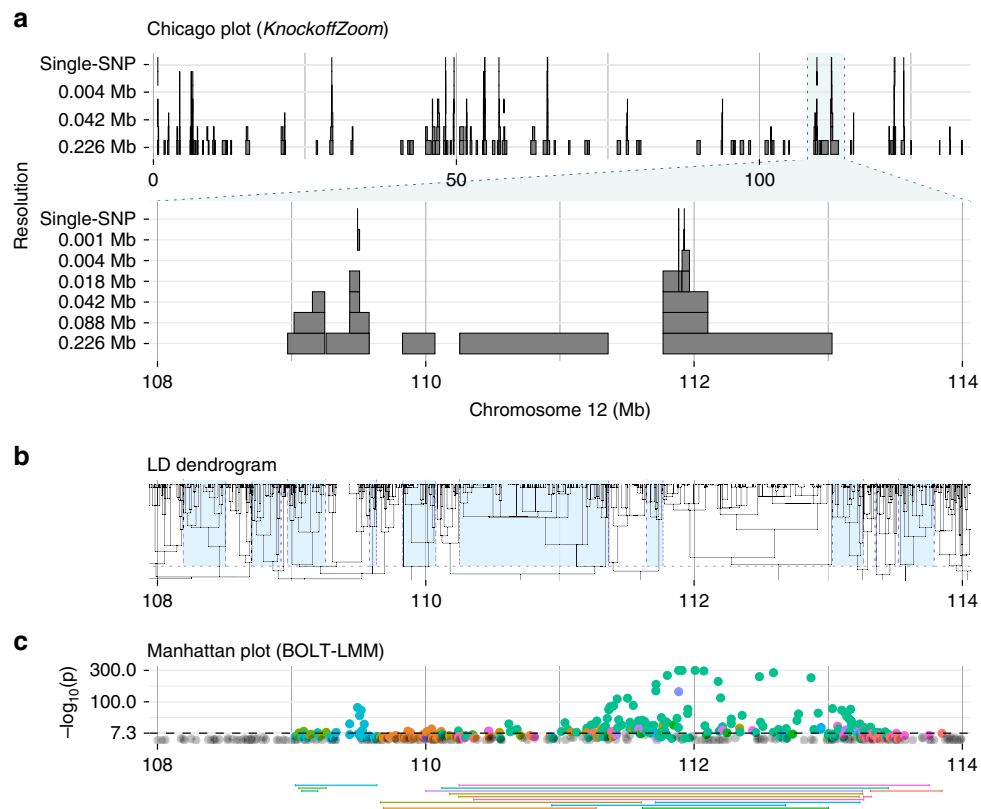 a
Chicago plot (KnockoffZoom)
Single-SNP
0.004 Mb
0.042 Mb
0.226 Mb
0 50 100
Resolution
Single-SNP
0.001 Mb
0.004 Mb
0.018 Mb
0.042 Mb
0.088 Mb
0.226 Mb
108 110 112 114
Chromosome 12 (Mb)
b
LD dendrogram
108 110 112 114
c
Manhattan plot (BOLT-LMM)
–log10(p)
300.0
100.0
7.3
108 110 112 114